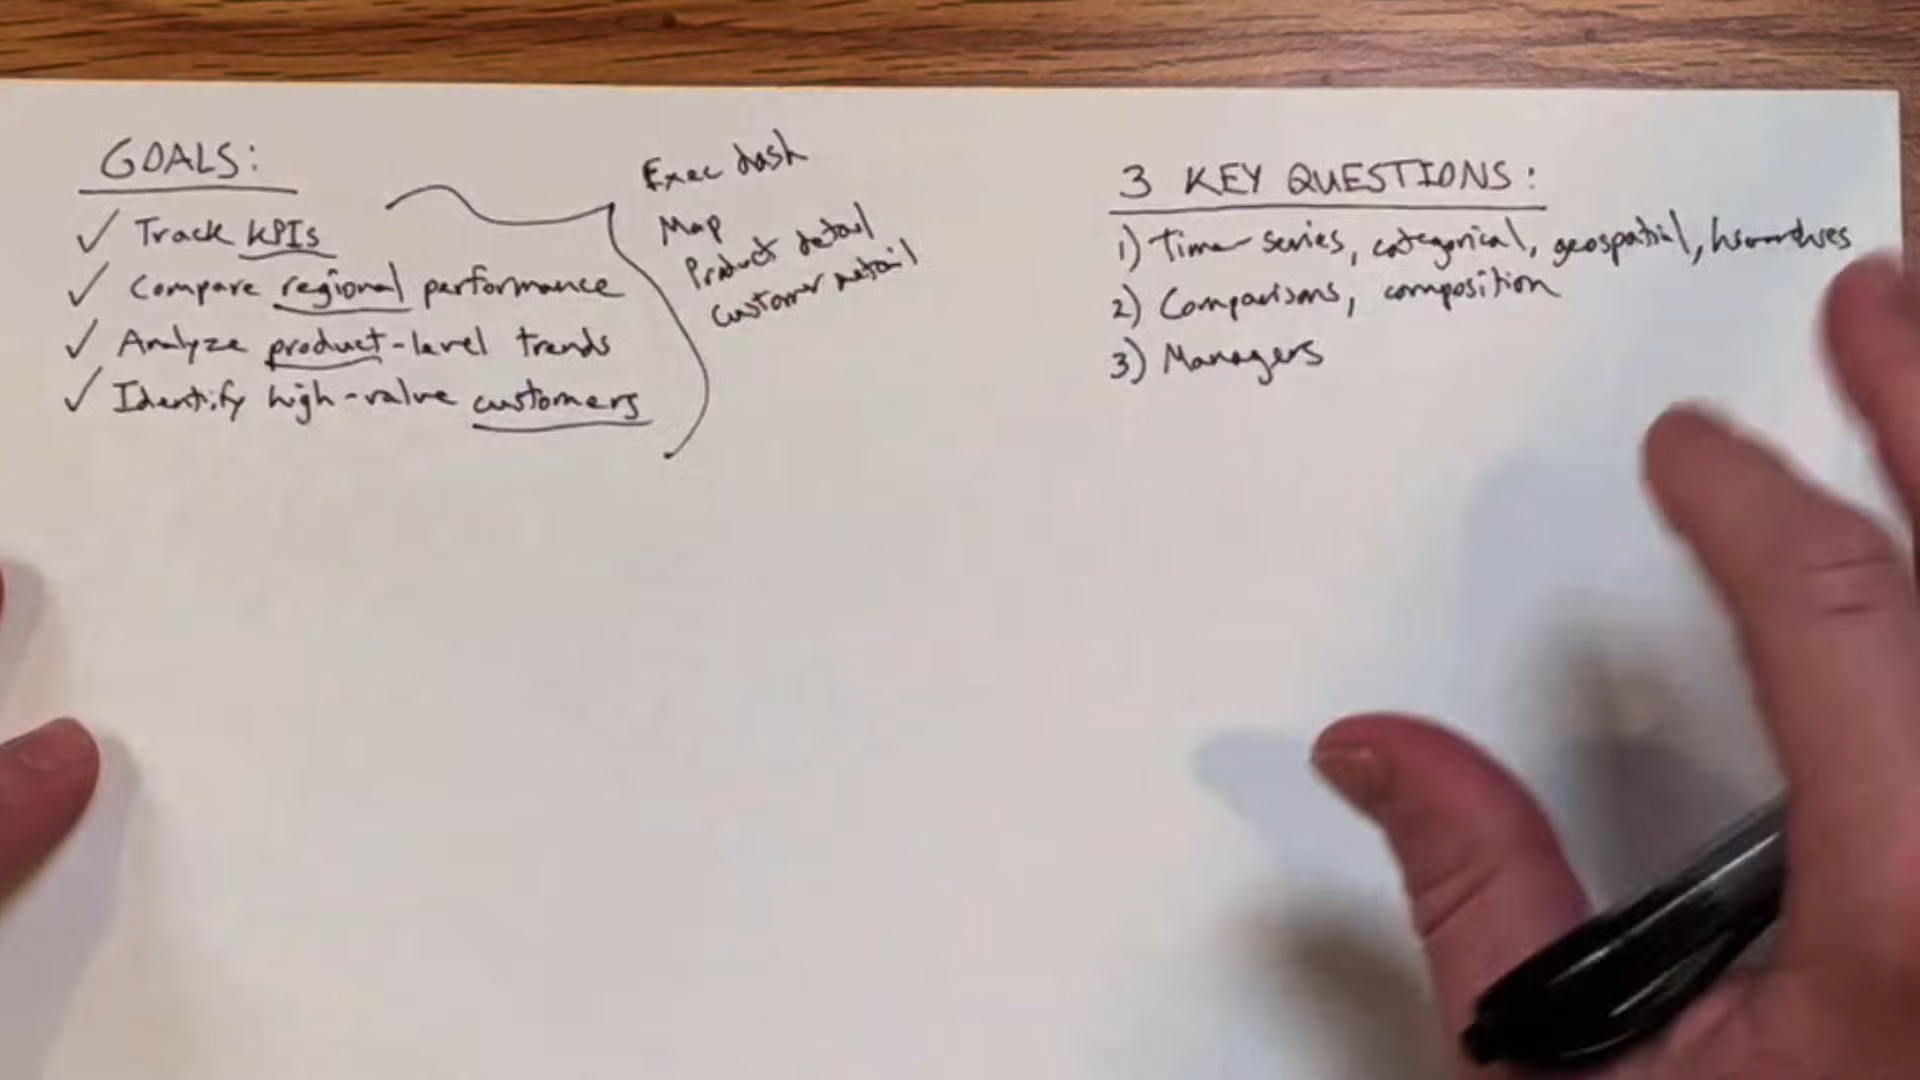 GOALS:
✓ Track KPIs
✓ Compare regional performance
✓ Analyze product-level trends
✓ Identify high-value customers
Exec dash
Map
Product detail
Customer detail
3 KEY QUESTIONS:
1) Time series, categorical, geospatial, hierarchies
2) Comparisons, composition
3) Managers